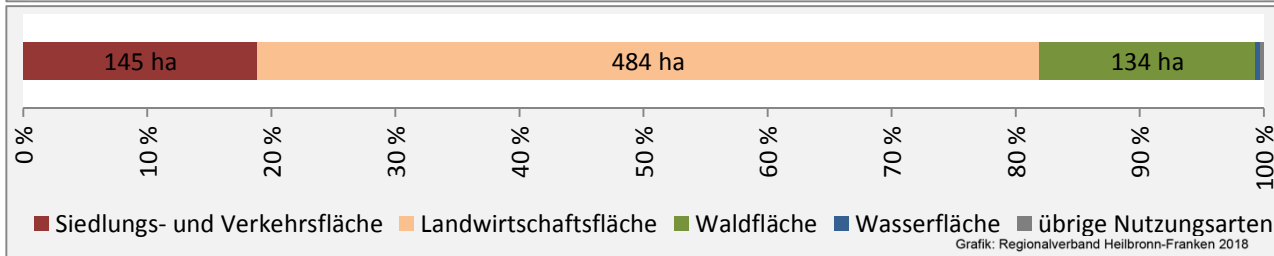 145 ha 484 ha 134 ha
0 % 10 % 20 % 30 % 40 % 50 % 60 % 70 % 80 % 90 % 100 %
Siedlungs- und Verkehrsfläche Landwirtschaftsfläche Waldfläche Wasserfläche übrige Nutzungsarten
Grafik: Regionalverband Heilbronn-Franken 2018